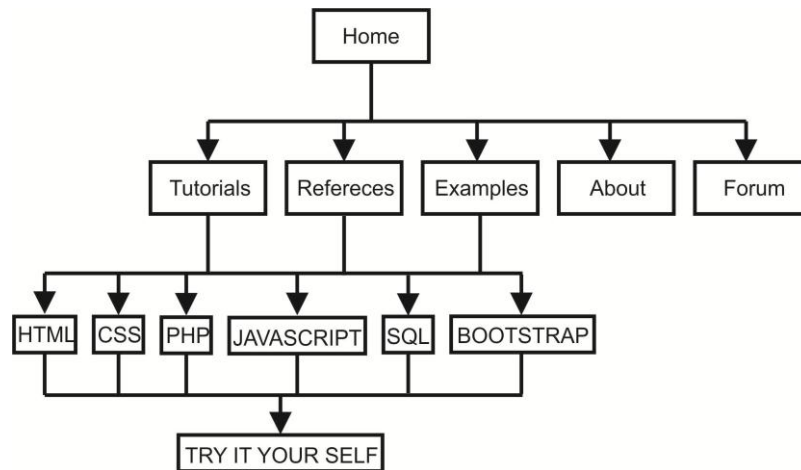 Home
Tutorials
Refereces
Examples
About
Forum
HTML
CSS
PHP
JAVASCRIPT
SQL
BOOTSTRAP
TRY IT YOUR SELF